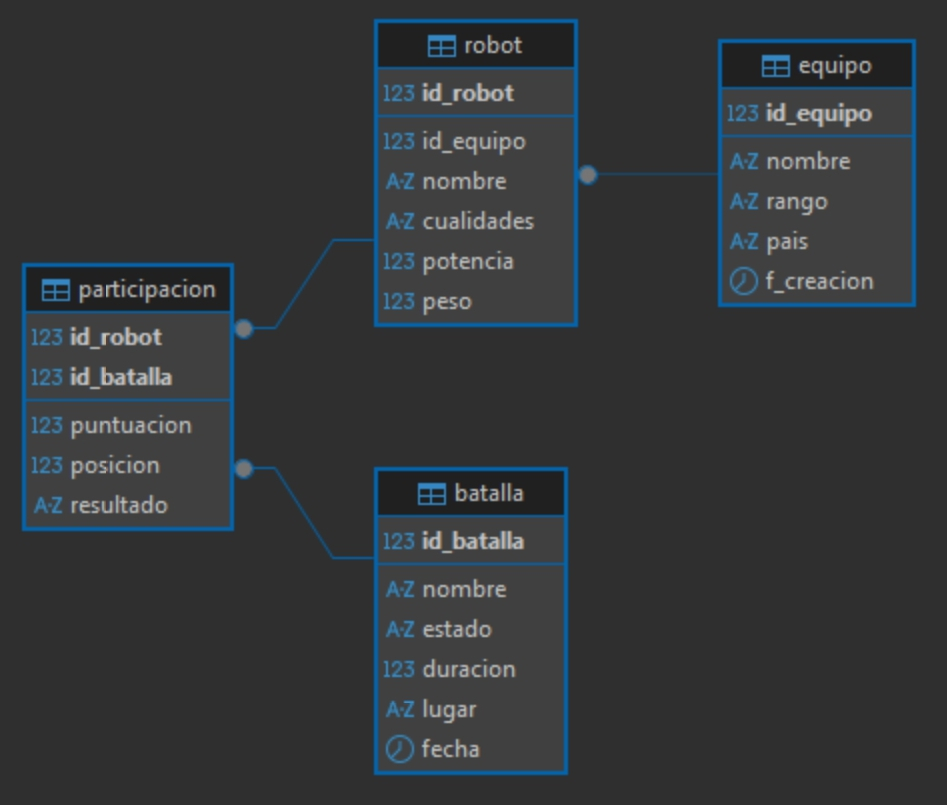 robot
123 id_robot
123 id_equipo
A-Z nombre
A-Z cualidades
123 potencia
123 peso
equipo
123 id_equipo
A-Z nombre
A-Z rango
A-Z pais
f_creacion
participacion
123 id_robot
123 id_batalla
123 puntuacion
123 posicion
A-Z resultado
batalla
123 id_batalla
A-Z nombre
A-Z estado
123 duracion
A-Z lugar
fecha